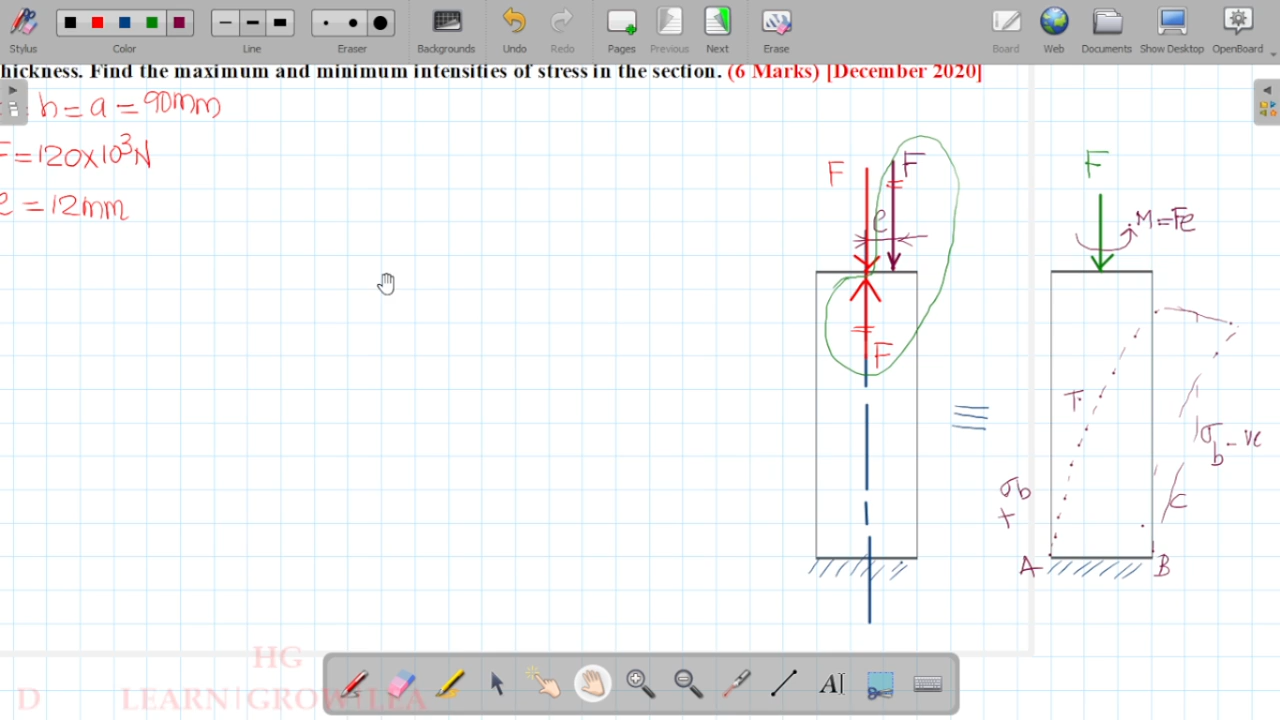 Stylus Color Line Eraser Backgrounds Undo Redo Pages Previous Next Erase Board Web Documents Show Desktop OpenBoard
hickness. Find the maximum and minimum intensities of stress in the section. (6 Marks) [December 2020]
= b = a = 90mm
F = 120x10³N
e = 12mm
F
F
e
F
F
M = Fe
T
σb - ve
σb
+
C
A
B
HG
D LEARN|GROW|LEA
AI